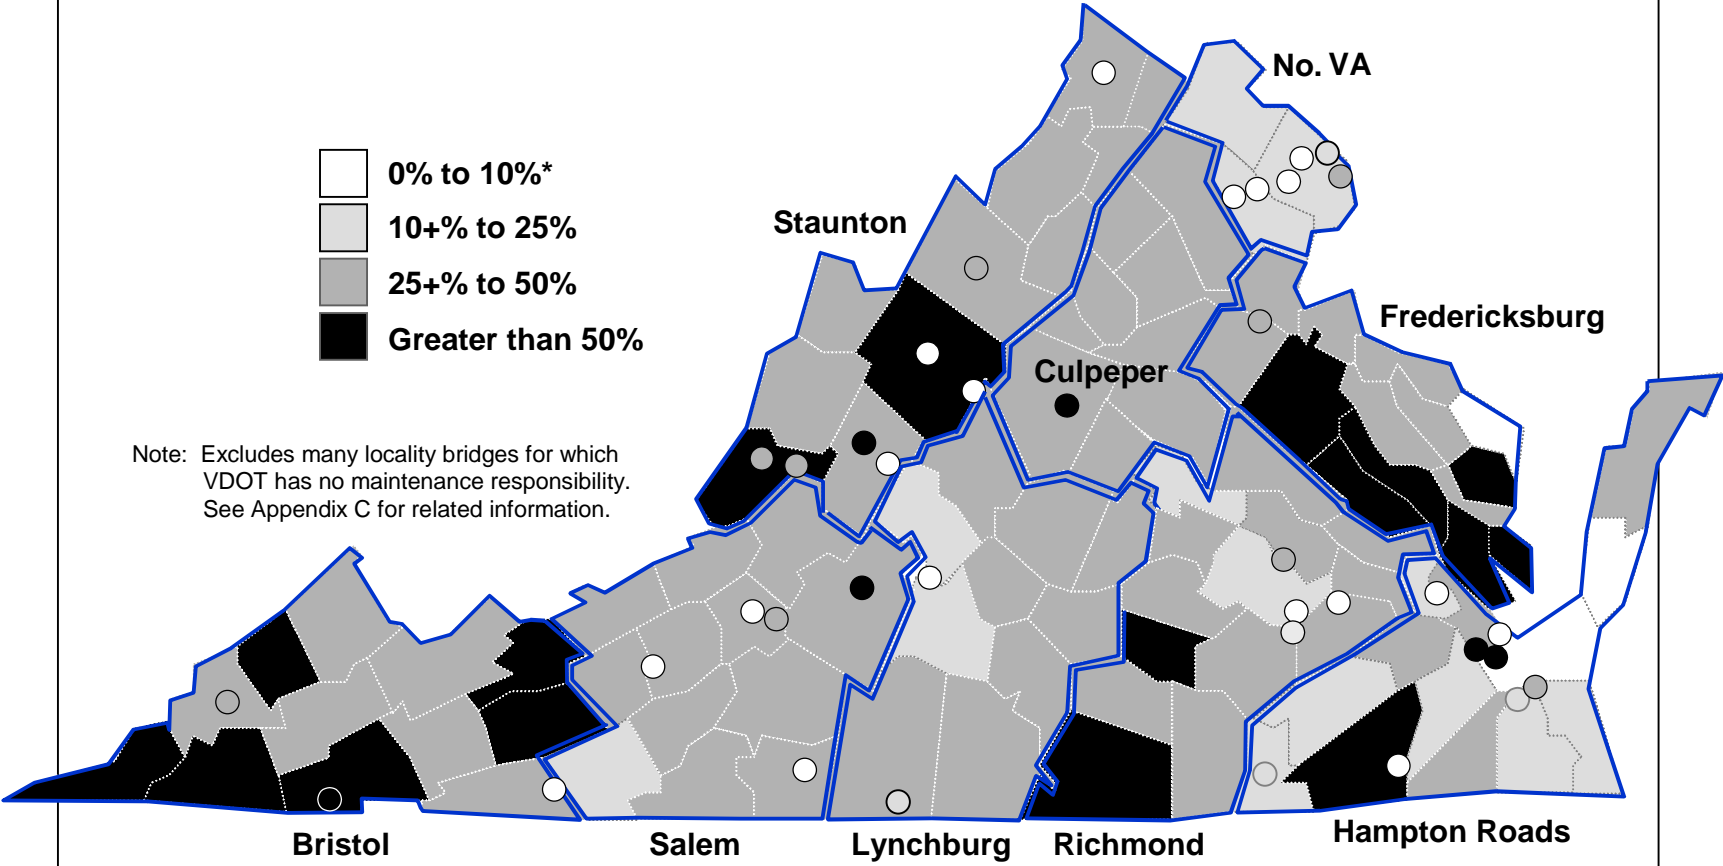 No. VA
0% to 10%*
10+% to 25%
Staunton
25+% to 50%
Fredericksburg
Greater than 50%
Culpeper
Note: Excludes many locality bridges for which
VDOT has no maintenance responsibility.
See Appendix C for related information.
Bristol
Salem
Lynchburg
Richmond
Hampton Roads